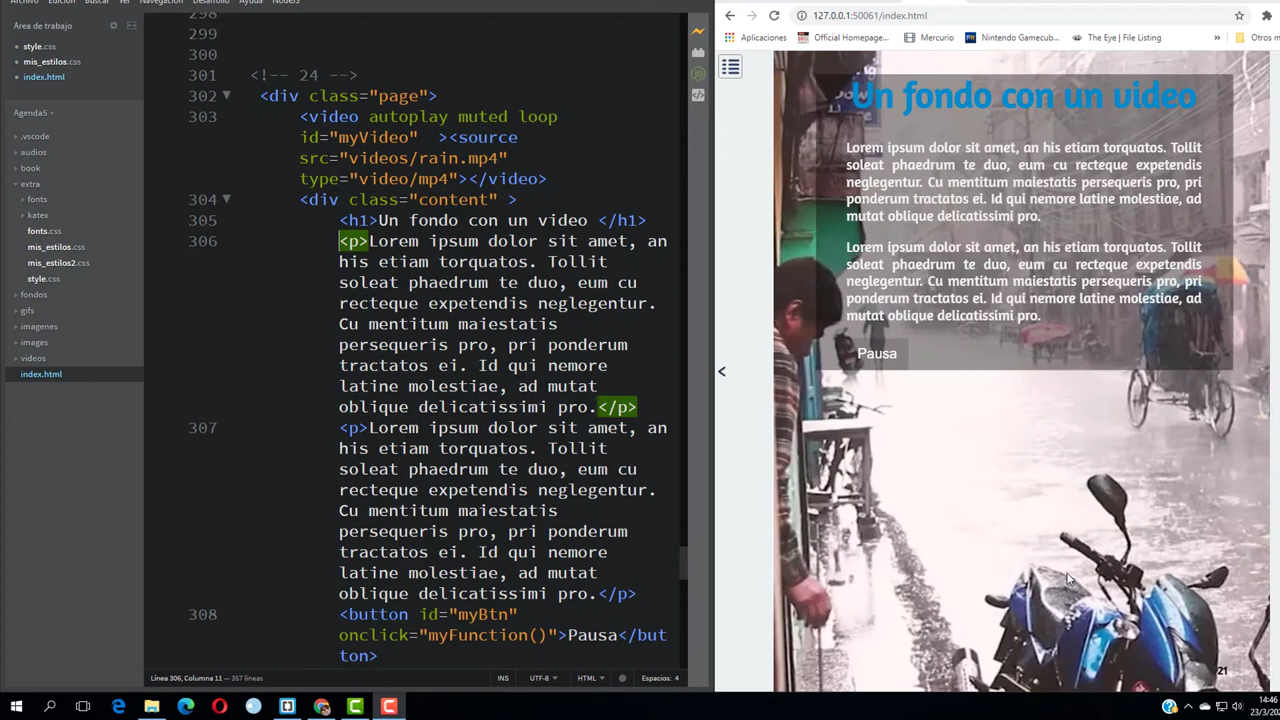 Archivo Edición Buscar Ver Navegación Desarrollo Ayuda NodeJS
Área de trabajo
style.css
mis_estilos.css
index.html
Agenda5
.vscode
audios
book
extra
fonts
katex
fonts.css
mis_estilos.css
mis_estilos2.css
style.css
fondos
gifs
imagenes
images
videos
index.html
298
299
300
301 <!-- 24 -->
302 <div class="page">
303 <video autoplay muted loop
id="myVideo" ><source
src="videos/rain.mp4"
type="video/mp4"></video>
304 <div class="content" >
305 <h1>Un fondo con un video </h1>
306 <p>Lorem ipsum dolor sit amet, an
his etiam torquatos. Tollit
soleat phaedrum te duo, eum cu
recteque expetendis neglegentur.
Cu mentitum maiestatis
persequeris pro, pri ponderum
tractatos ei. Id qui nemore
latine molestiae, ad mutat
oblique delicatissimi pro.</p>
307 <p>Lorem ipsum dolor sit amet, an
his etiam torquatos. Tollit
soleat phaedrum te duo, eum cu
recteque expetendis neglegentur.
Cu mentitum maiestatis
persequeris pro, pri ponderum
tractatos ei. Id qui nemore
latine molestiae, ad mutat
oblique delicatissimi pro.</p>
308 <button id="myBtn"
onclick="myFunction()">Pausa</but
ton>
Línea 306, Columna 11 — 357 líneas
INS UTF-8 HTML Espacios: 4
127.0.0.1:50061/index.html
Aplicaciones Official Homepage... Mercurio Nintendo Gamecub... The Eye | File Listing » Otros m
Un fondo con un video
Lorem ipsum dolor sit amet, an his etiam torquatos. Tollit
soleat phaedrum te duo, eum cu recteque expetendis
neglegentur. Cu mentitum maiestatis persequeris pro, pri
ponderum tractatos ei. Id qui nemore latine molestiae, ad
mutat oblique delicatissimi pro.
Lorem ipsum dolor sit amet, an his etiam torquatos. Tollit
soleat phaedrum te duo, eum cu recteque expetendis
neglegentur. Cu mentitum maiestatis persequeris pro, pri
ponderum tractatos ei. Id qui nemore latine molestiae, ad
mutat oblique delicatissimi pro.
Pausa
21
14:46
23/3/20